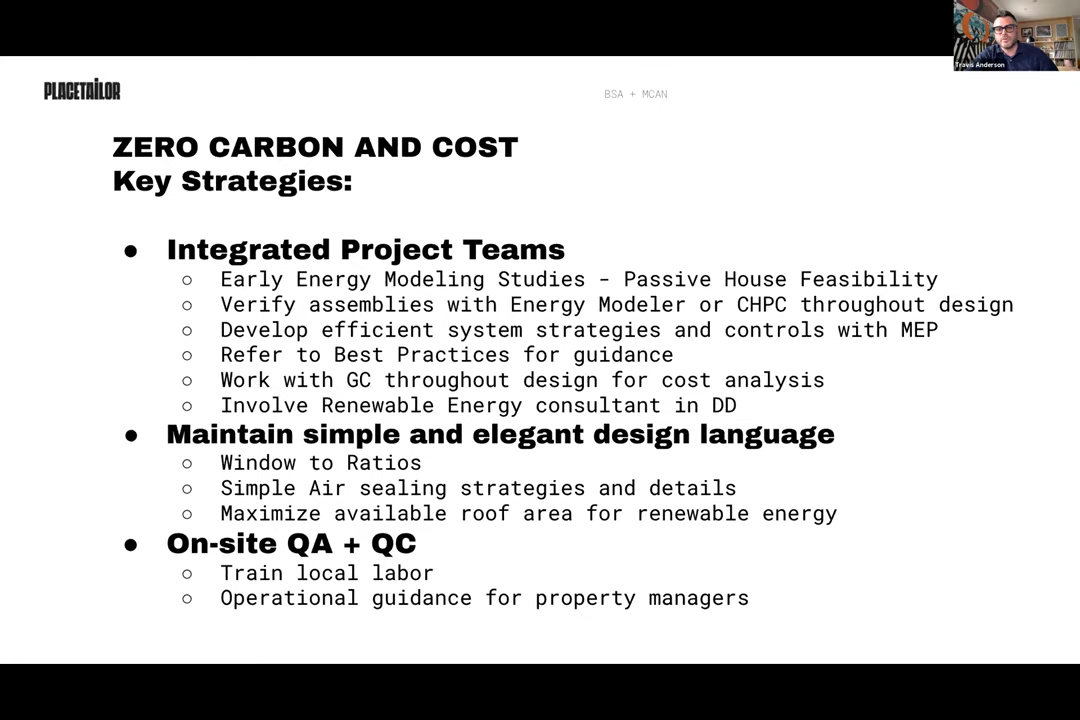 Travis Anderson
PLACETAILOR
BSA + MCAN
ZERO CARBON AND COST
Key Strategies:
● Integrated Project Teams
○ Early Energy Modeling Studies - Passive House Feasibility
○ Verify assemblies with Energy Modeler or CHPC throughout design
○ Develop efficient system strategies and controls with MEP
○ Refer to Best Practices for guidance
○ Work with GC throughout design for cost analysis
○ Involve Renewable Energy consultant in DD
● Maintain simple and elegant design language
○ Window to Ratios
○ Simple Air sealing strategies and details
○ Maximize available roof area for renewable energy
● On-site QA + QC
○ Train local labor
○ Operational guidance for property managers